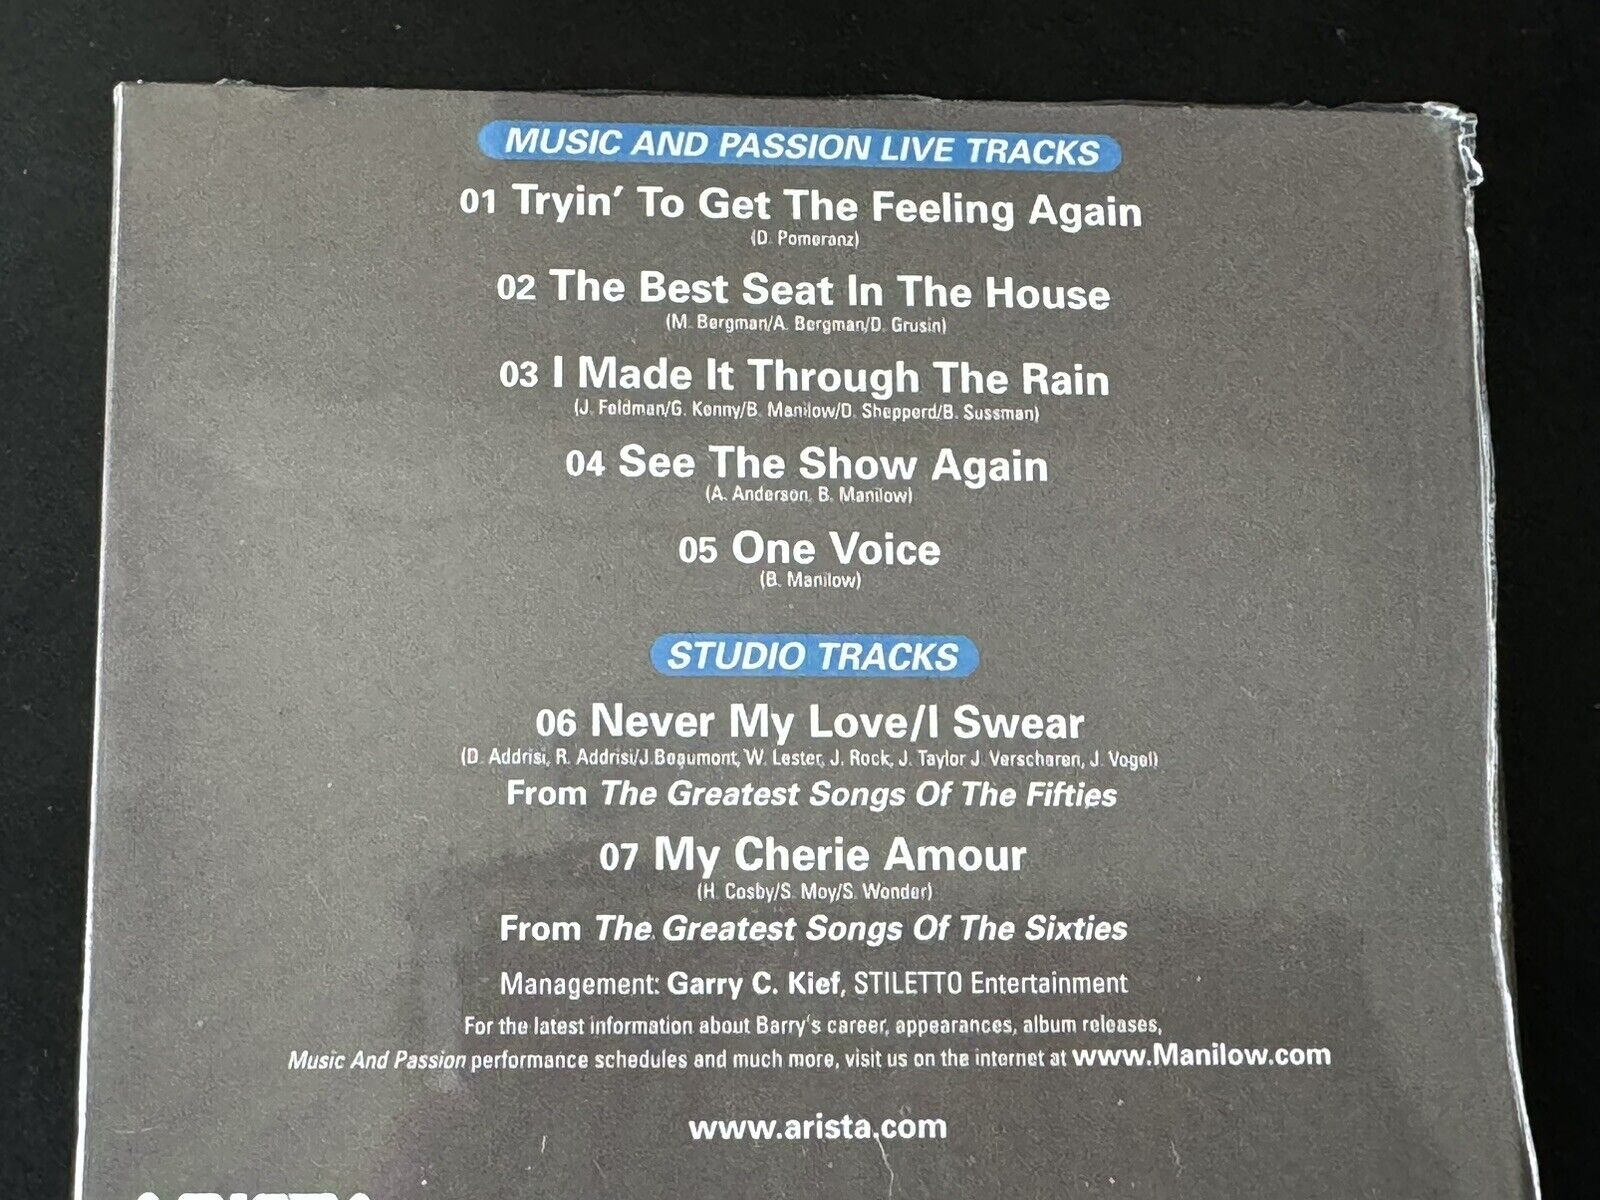 MUSIC AND PASSION LIVE TRACKS
01 Tryin' To Get The Feeling Again
(D. Pomeranz)
02 The Best Seat In The House
(M. Bergman/A. Bergman/D. Grusin)
03 I Made It Through The Rain
(J. Feldman/G. Kenny/B. Manilow/D. Shepperd/B. Sussman)
04 See The Show Again
(A. Anderson, B. Manilow)
05 One Voice
(B. Manilow)
STUDIO TRACKS
06 Never My Love/I Swear
(D. Addrisi, R. Addrisi/J.Beaumont, W. Lester, J. Rock, J. Taylor J. Verscharen, J. Vogel)
From The Greatest Songs Of The Fifties
07 My Cherie Amour
(H. Cosby/S. Moy/S. Wonder)
From The Greatest Songs Of The Sixties
Management: Garry C. Kief, STILETTO Entertainment
For the latest information about Barry's career, appearances, album releases,
Music And Passion performance schedules and much more, visit us on the internet at www.Manilow.com
www.arista.com